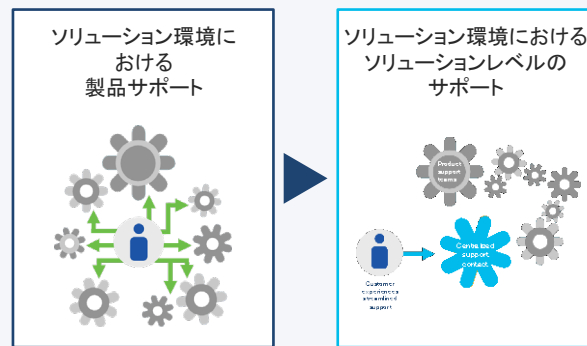 ソリューション環境に
おける
製品サポート
ソリューション環境における
ソリューションレベルの
サポート
Product
support
teams
Centralized
support
contact
Customer
experiences
streamlined
support